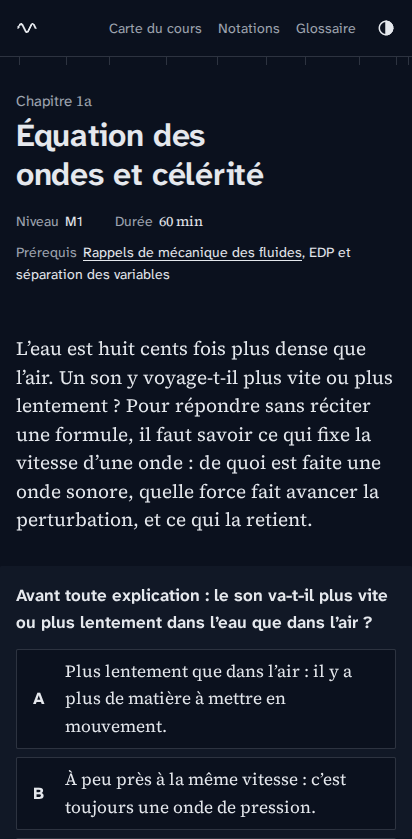 Carte du cours Notations Glossaire
Chapitre 1a
Équation des
ondes et célérité
Niveau M1 Durée 60 min
Prérequis Rappels de mécanique des fluides, EDP et
séparation des variables
L’eau est huit cents fois plus dense que
l’air. Un son y voyage-t-il plus vite ou plus
lentement ? Pour répondre sans réciter
une formule, il faut savoir ce qui fixe la
vitesse d’une onde : de quoi est faite une
onde sonore, quelle force fait avancer la
perturbation, et ce qui la retient.
Avant toute explication : le son va-t-il plus vite
ou plus lentement dans l’eau que dans l’air ?
A Plus lentement que dans l’air : il y a
plus de matière à mettre en
mouvement.
B À peu près à la même vitesse : c’est
toujours une onde de pression.